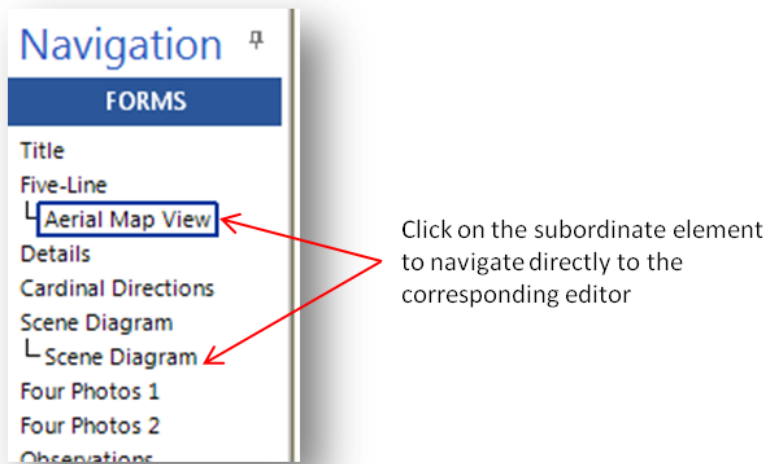 Navigation
FORMS
Title
Five-Line
Aerial Map View
Details
Cardinal Directions
Scene Diagram
Scene Diagram
Four Photos 1
Four Photos 2
Observations
Click on the subordinate element
to navigate directly to the
corresponding editor